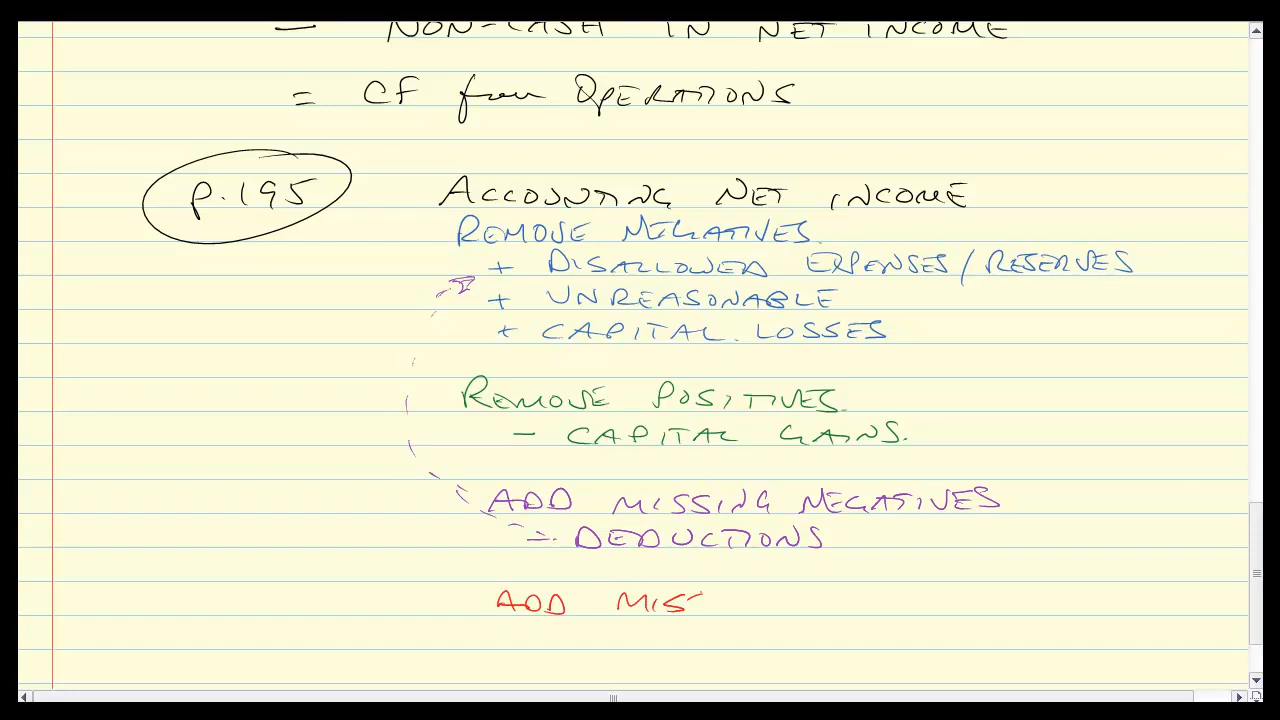 - NON-CASH IN NET INCOME
= CF from OPERATIONS
P.195 ACCOUNTING NET INCOME
REMOVE NEGATIVES.
+ DISALLOWED EXPENSES/RESERVES
+ UNREASONABLE
+ CAPITAL LOSSES
REMOVE POSITIVES.
- CAPITAL GAINS.
ADD MISSING NEGATIVES
- DEDUCTIONS
ADD MIS